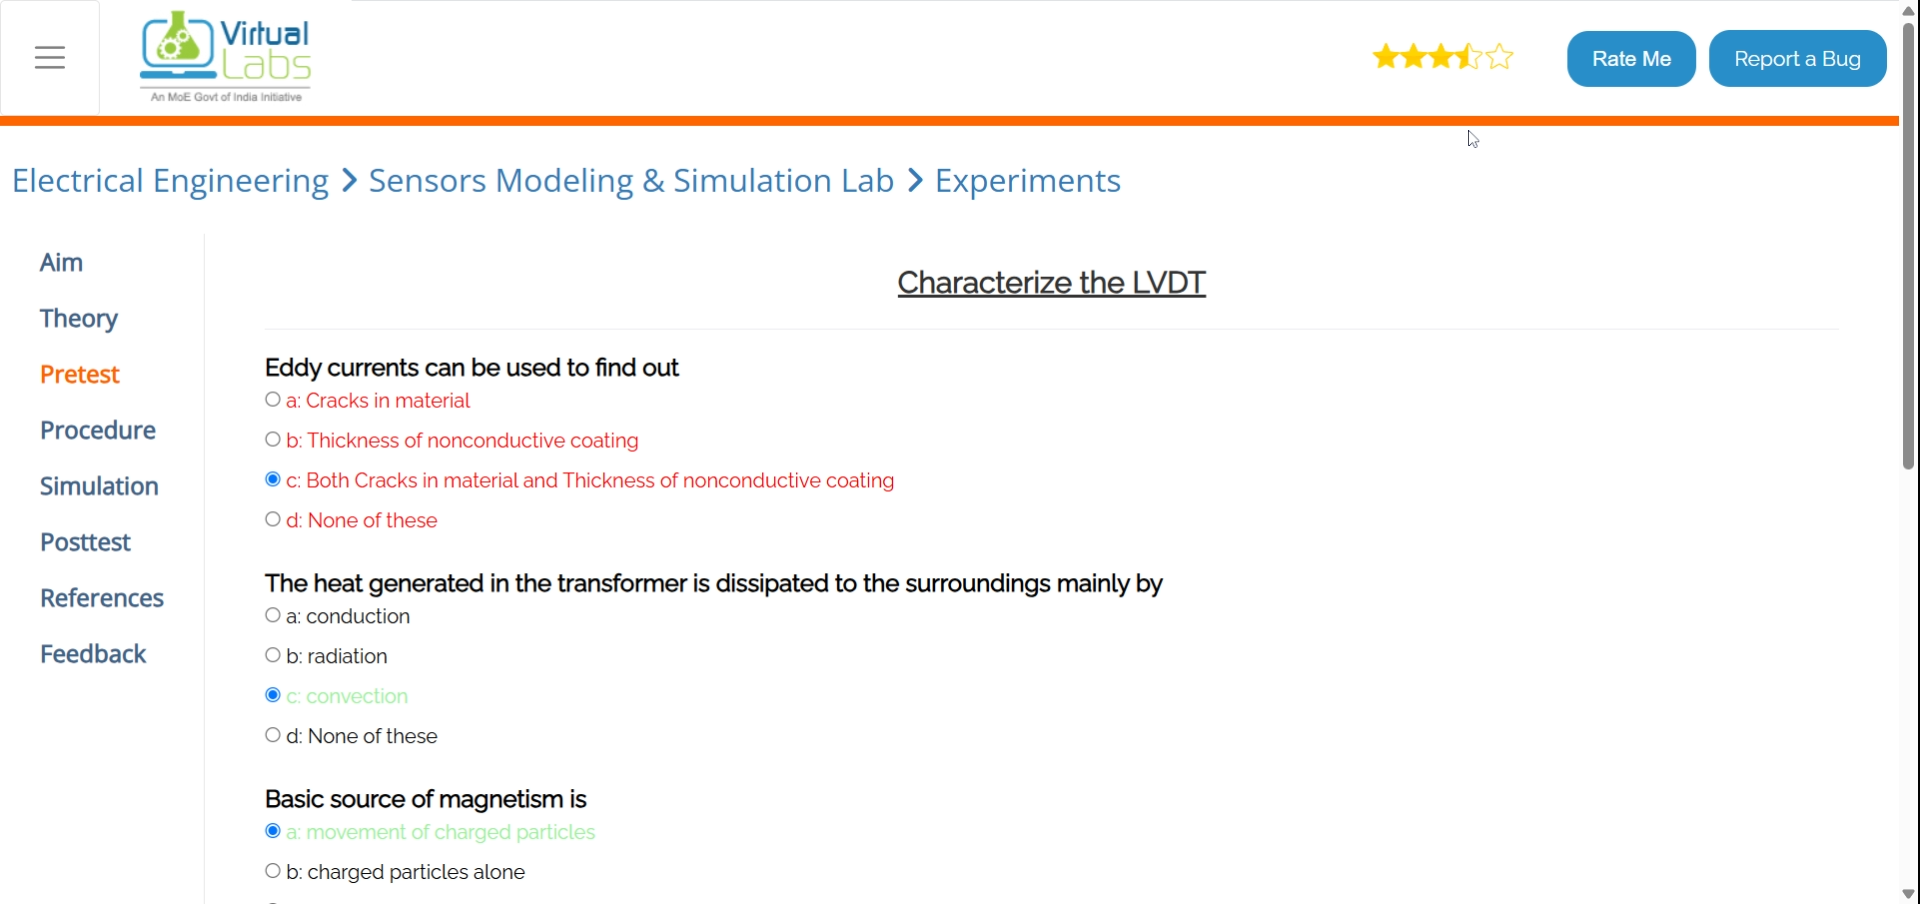 Virtual
Labs
An MoE Govt of India Initiative
Rate Me
Report a Bug
Electrical Engineering > Sensors Modeling & Simulation Lab > Experiments
Aim
Theory
Pretest
Procedure
Simulation
Posttest
References
Feedback
Characterize the LVDT
Eddy currents can be used to find out
a: Cracks in material
b: Thickness of nonconductive coating
c: Both Cracks in material and Thickness of nonconductive coating
d: None of these
The heat generated in the transformer is dissipated to the surroundings mainly by
a: conduction
b: radiation
c: convection
d: None of these
Basic source of magnetism is
a: movement of charged particles
b: charged particles alone